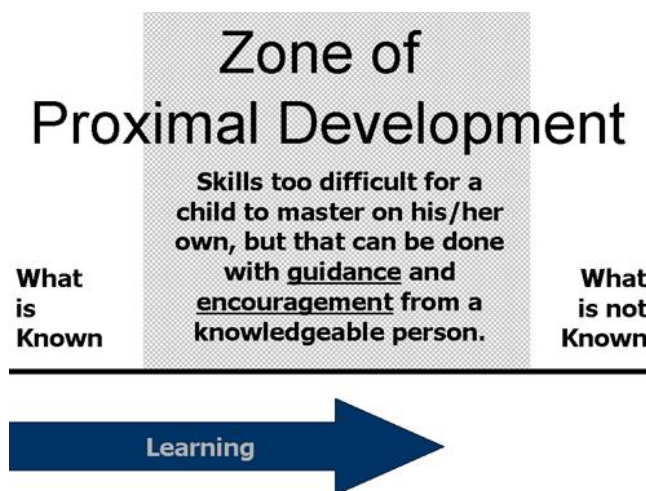 Zone of
Proximal Development
Skills too difficult for a
child to master on his/her
own, but that can be done
with guidance and
encouragement from a
knowledgeable person.
What
is
Known
What
is not
Known
Learning